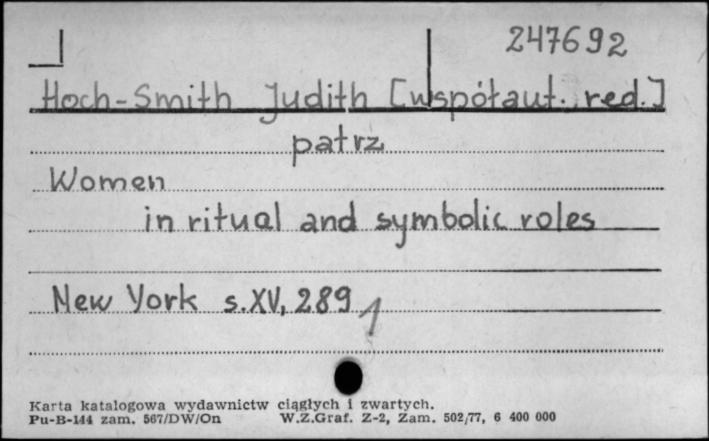 247692
Hoch-Smith Judith [współaut. red.]
patrz
Women
in ritual and symbolic roles
New York s.XV, 289
1
Karta katalogowa wydawnictw ciągłych i zwartych.
Pu-B-144 zam. 567/DW/On W.Z.Graf. Z-2, Zam. 502/77, 6 400 000